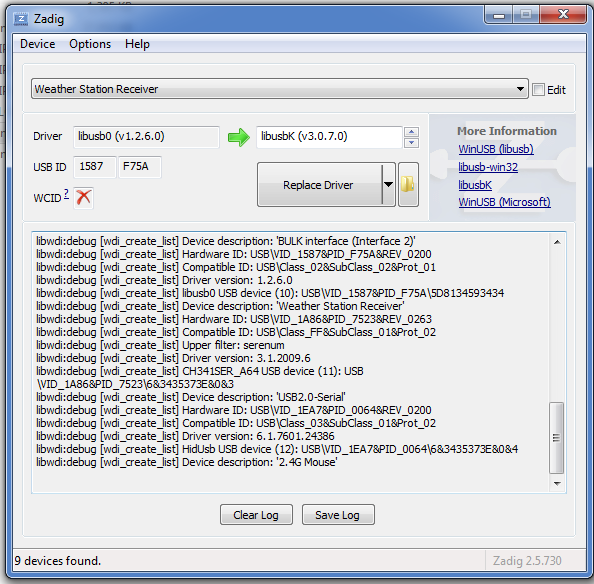 Zadig
Device Options Help
Weather Station Receiver
Edit
Driver libusb0 (v1.2.6.0) libusbK (v3.0.7.0)
USB ID 1587 F75A
WCID ?
Replace Driver
More Information
WinUSB (libusb)
libusb-win32
libusbK
WinUSB (Microsoft)
libwdi:debug [wdi_create_list] Device description: 'BULK interface (Interface 2)'
libwdi:debug [wdi_create_list] Hardware ID: USB\VID_1587&PID_F75A&REV_0200
libwdi:debug [wdi_create_list] Compatible ID: USB\Class_02&SubClass_02&Prot_01
libwdi:debug [wdi_create_list] Driver version: 1.2.6.0
libwdi:debug [wdi_create_list] libusb0 USB device (10): USB\VID_1587&PID_F75A\5D8134593434
libwdi:debug [wdi_create_list] Device description: 'Weather Station Receiver'
libwdi:debug [wdi_create_list] Hardware ID: USB\VID_1A86&PID_7523&REV_0263
libwdi:debug [wdi_create_list] Compatible ID: USB\Class_FF&SubClass_01&Prot_02
libwdi:debug [wdi_create_list] Upper filter: serenum
libwdi:debug [wdi_create_list] Driver version: 3.1.2009.6
libwdi:debug [wdi_create_list] CH341SER_A64 USB device (11): USB
\VID_1A86&PID_7523\6&3435373E&0&3
libwdi:debug [wdi_create_list] Device description: 'USB2.0-Serial'
libwdi:debug [wdi_create_list] Hardware ID: USB\VID_1EA7&PID_0064&REV_0200
libwdi:debug [wdi_create_list] Compatible ID: USB\Class_03&SubClass_01&Prot_02
libwdi:debug [wdi_create_list] Driver version: 6.1.7601.24386
libwdi:debug [wdi_create_list] HidUsb USB device (12): USB\VID_1EA7&PID_0064\6&3435373E&0&4
libwdi:debug [wdi_create_list] Device description: '2.4G Mouse'
Clear Log Save Log
9 devices found. Zadig 2.5.730